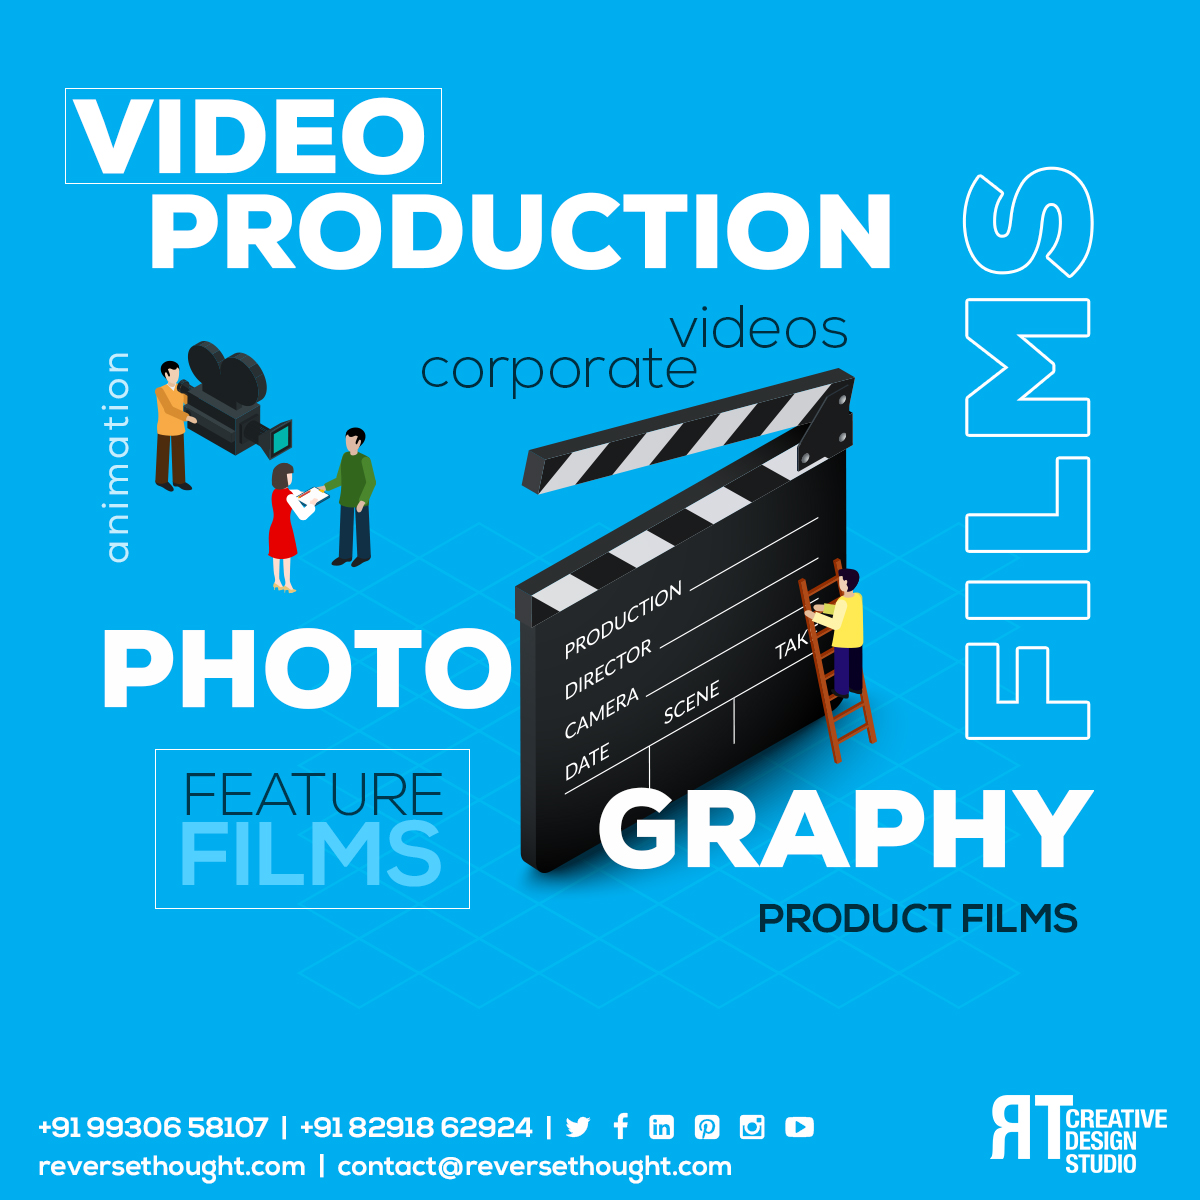 VIDEO
PRODUCTION
FILMS
videos
corporate
animation
PRODUCTION
DIRECTOR
CAMERA
DATE
SCENE
TAK
PHOTO
FEATURE
FILMS
GRAPHY
PRODUCT FILMS
+91 99306 58107 | +91 82918 62924 |
reversethought.com | contact@reversethought.com
RT CREATIVE
DESIGN
STUDIO